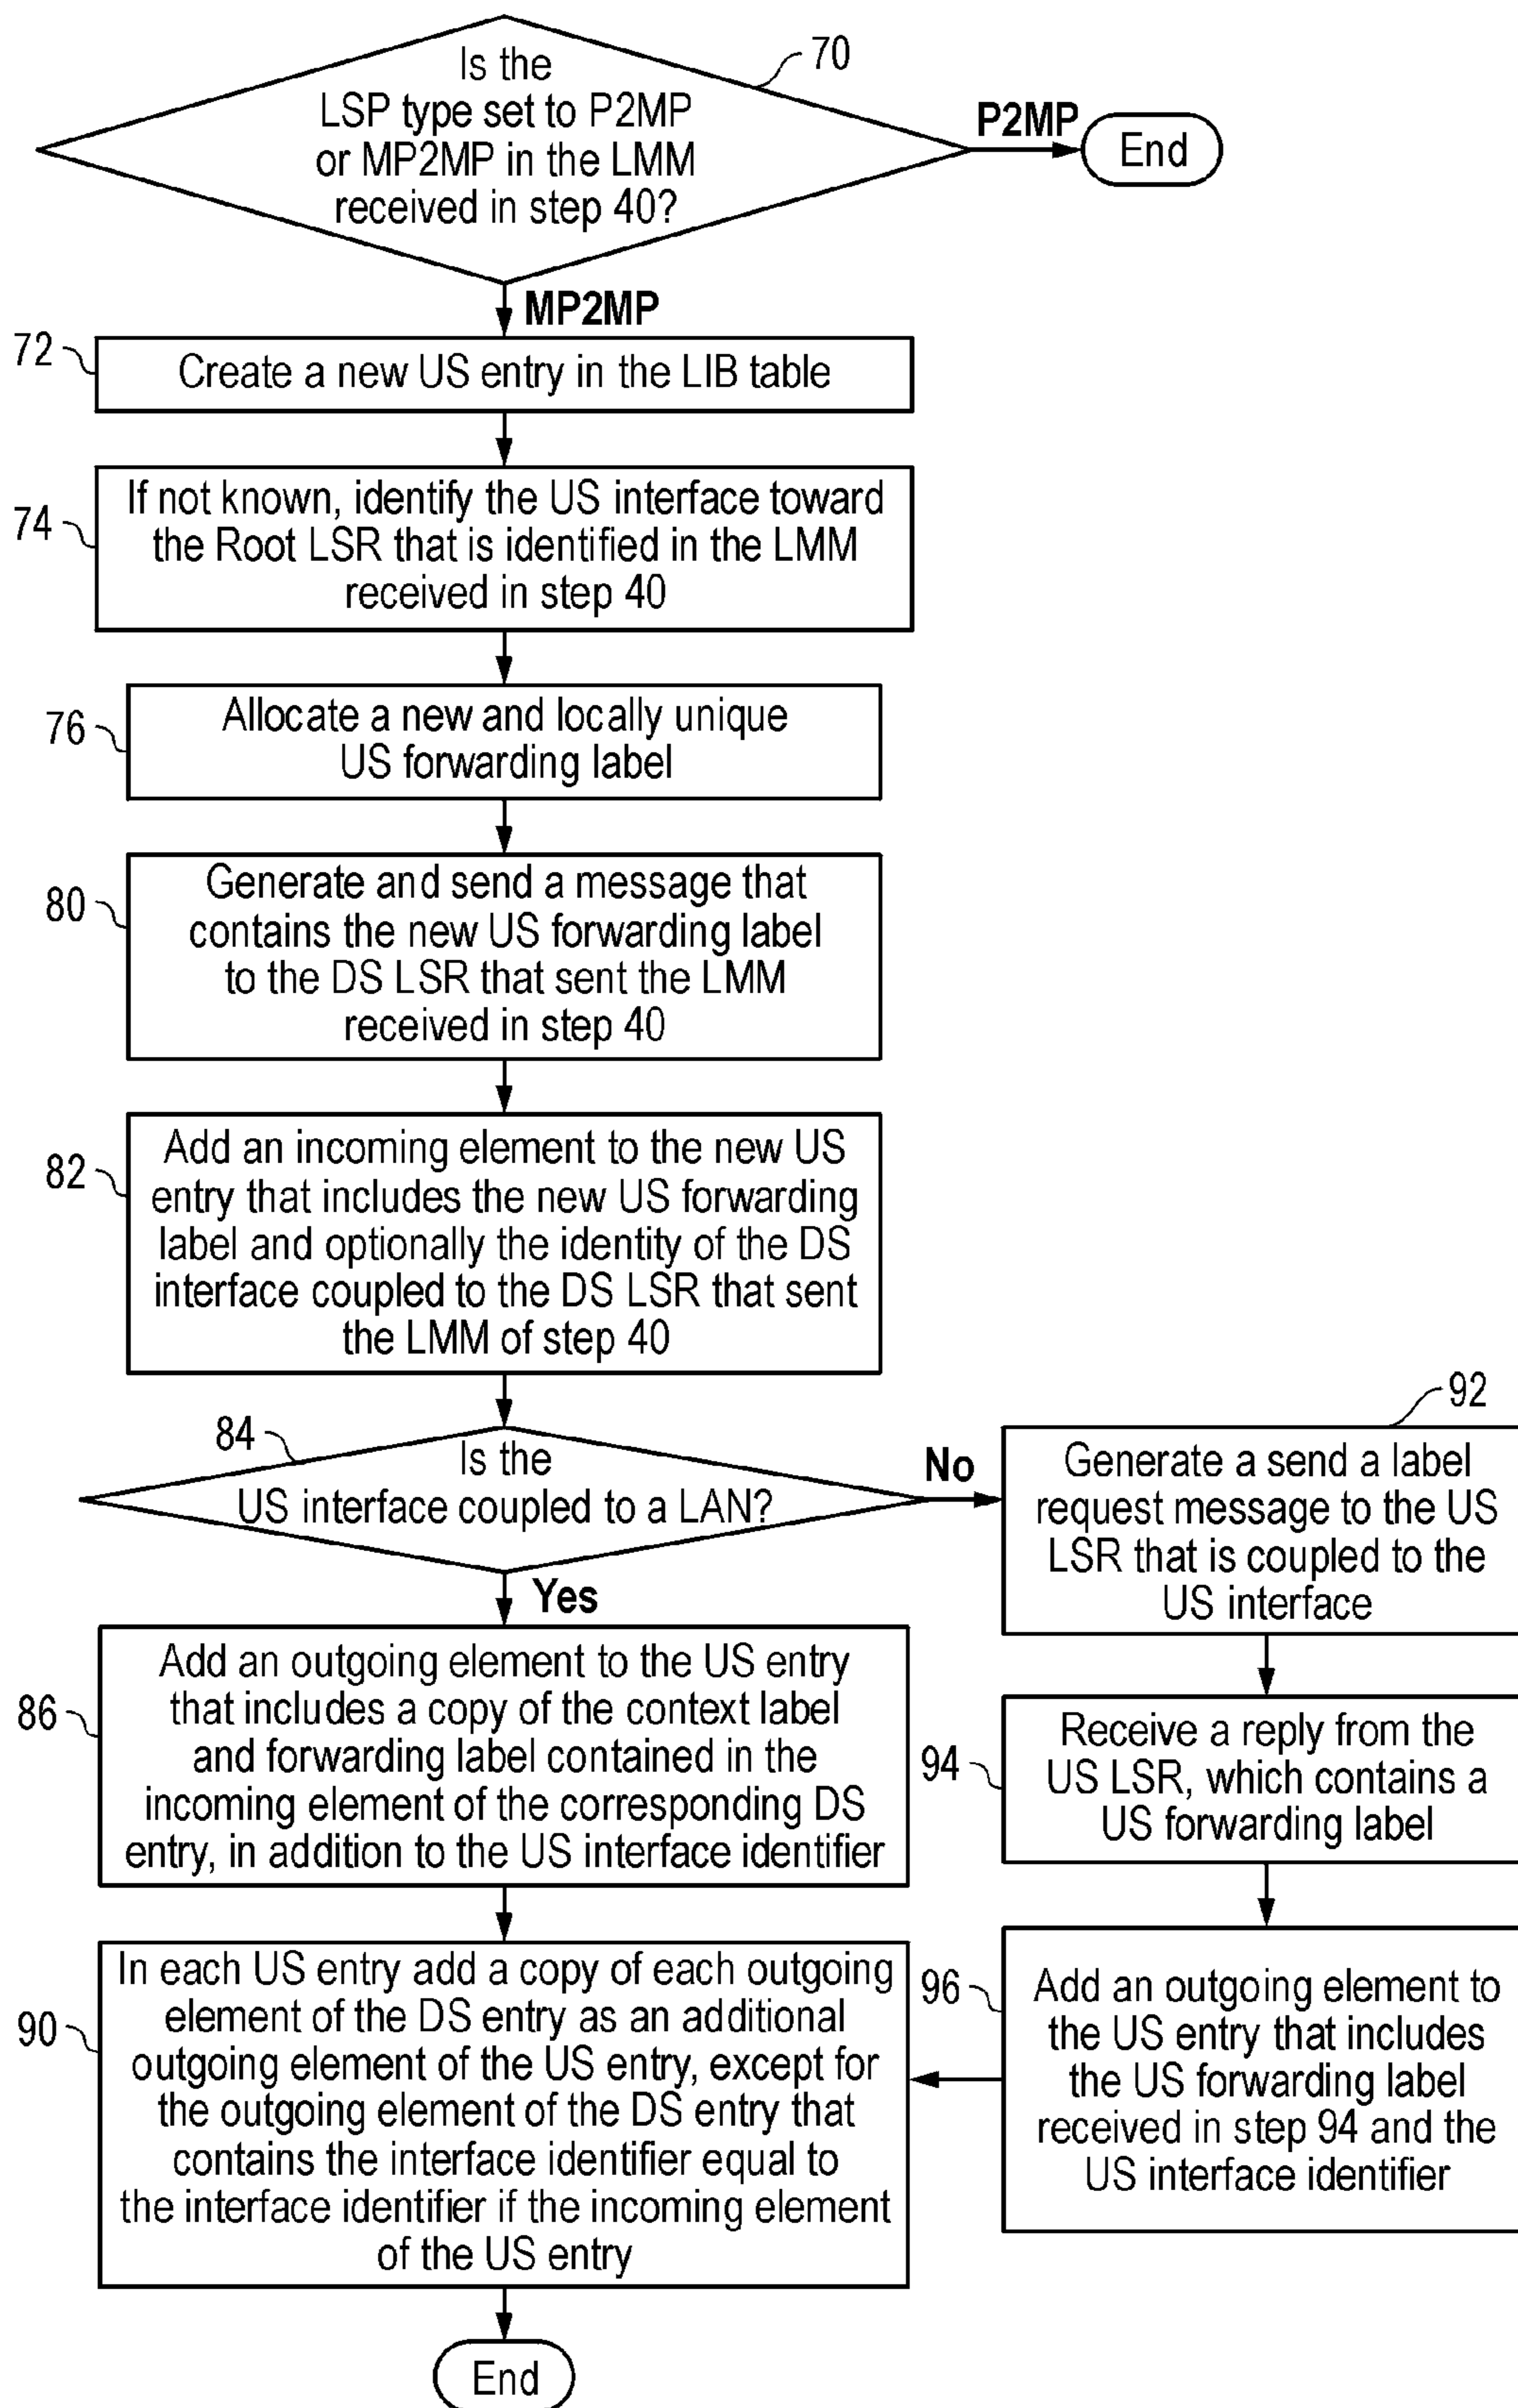 Is the
LSP type set to P2MP
or MP2MP in the LMM
received in step 40?
70
P2MP
End
MP2MP
72
Create a new US entry in the LIB table
74
If not known, identify the US interface toward
the Root LSR that is identified in the LMM
received in step 40
76
Allocate a new and locally unique
US forwarding label
80
Generate and send a message that
contains the new US forwarding label
to the DS LSR that sent the LMM
received in step 40
82
Add an incoming element to the new US
entry that includes the new US forwarding
label and optionally the identity of the DS
interface coupled to the DS LSR that sent
the LMM of step 40
84
Is the
US interface coupled to a LAN?
No
Yes
92
Generate a send a label
request message to the US
LSR that is coupled to the
US interface
86
Add an outgoing element to the US entry
that includes a copy of the context label
and forwarding label contained in the
incoming element of the corresponding DS
entry, in addition to the US interface identifier
94
Receive a reply from the
US LSR, which contains a
US forwarding label
90
In each US entry add a copy of each outgoing
element of the DS entry as an additional
outgoing element of the US entry, except for
the outgoing element of the DS entry that
contains the interface identifier equal to
the interface identifier if the incoming element
of the US entry
96
Add an outgoing element to
the US entry that includes
the US forwarding label
received in step 94 and the
US interface identifier
End